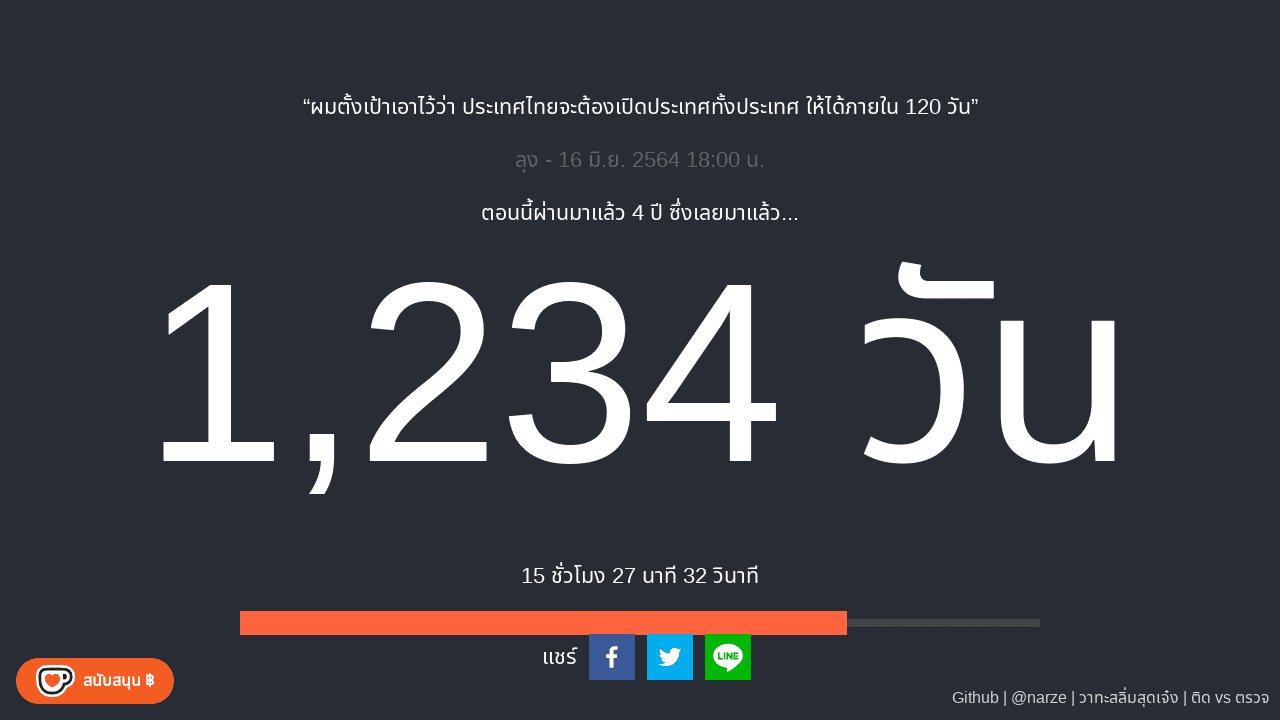 “ผมตั้งเป้าเอาไว้ว่า ประเทศไทยจะต้องเปิดประเทศทั้งประเทศ ให้ได้ภายใน 120 วัน”
ลุง - 16 มิ.ย. 2564 18:00 น.
ตอนนี้ผ่านมาแล้ว 4 ปี ซึ่งเลยมาแล้ว...
1,234 วัน
15 ชั่วโมง 27 นาที 32 วินาที
แชร์
LINE
สนับสนุน ฿
Github | @narze | วาทะสลิ่มสุดเจ๋ง | ติด vs ตรวจ